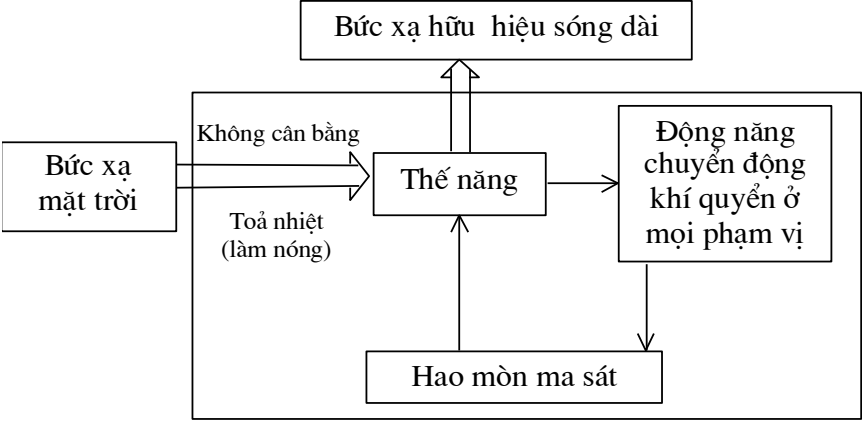 Bức xạ hữu hiệu sóng dài
Không cân bằng
Bức xạ
mặt trời
Toả nhiệt
(làm nóng)
Thế năng
Động năng
chuyển động
khí quyển ở
mọi phạm vị
Hao mòn ma sát